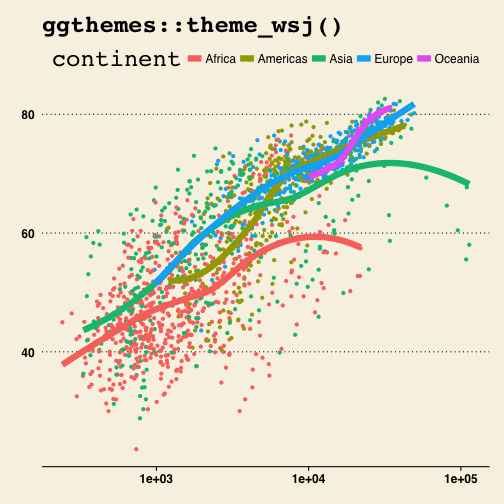 ggthemes::theme_wsj()
continent Africa Americas Asia Europe Oceania
80
60
40
1e+03 1e+04 1e+05